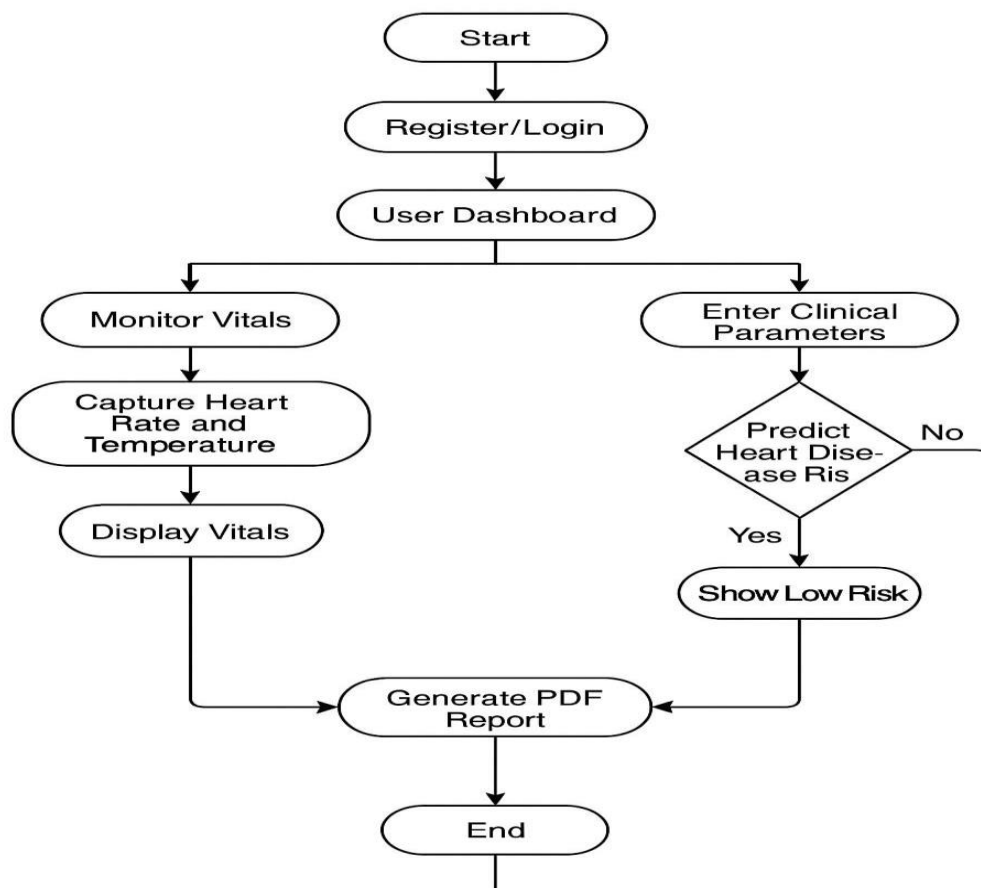 Start
Register/Login
User Dashboard
Monitor Vitals
Enter Clinical
Parameters
Capture Heart
Rate and
Temperature
Predict
Heart Dise-
ase Ris
No
Display Vitals
Yes
Show Low Risk
Generate PDF
Report
End